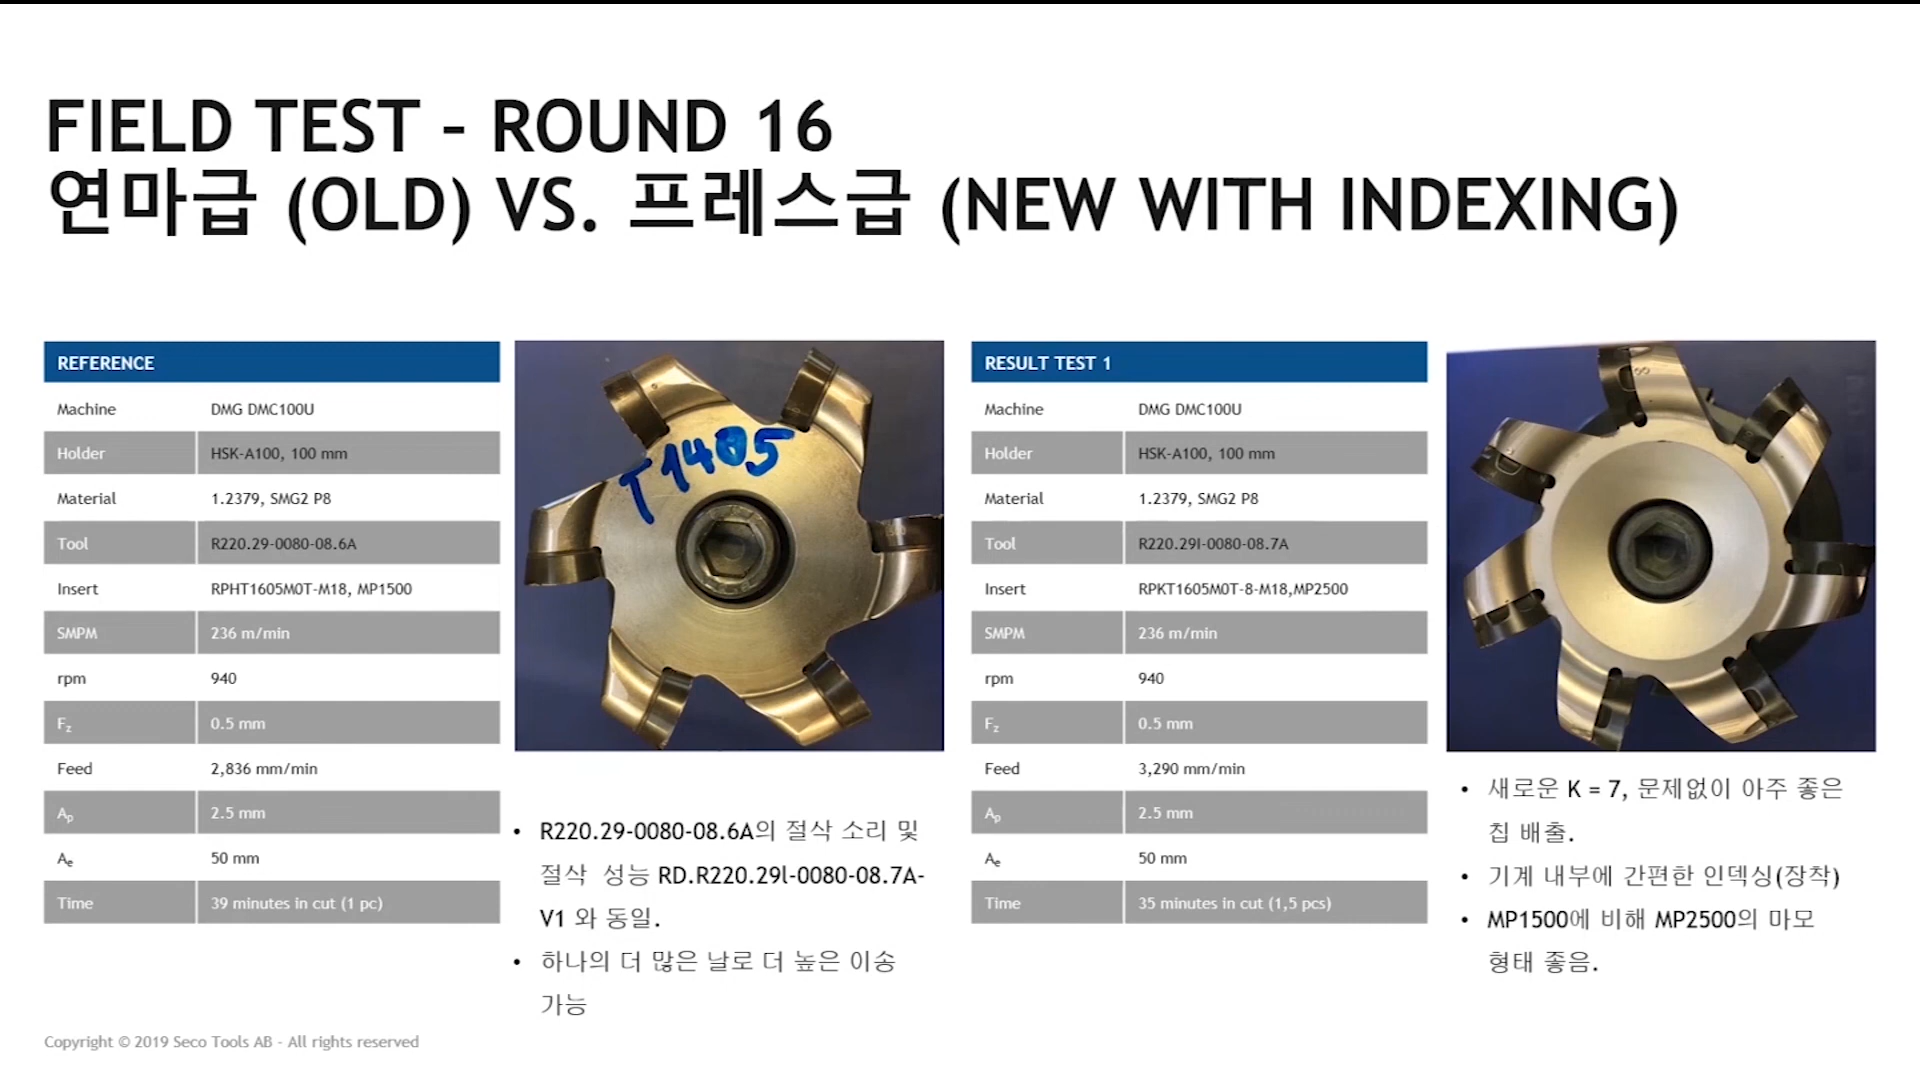 FIELD TEST – ROUND 16
연마급 (OLD) VS. 프레스급 (NEW WITH INDEXING)
REFERENCE
Machine DMG DMC100U
Holder HSK-A100, 100 mm
Material 1.2379, SMG2 P8
Tool R220.29-0080-08.6A
Insert RPHT1605M0T-M18, MP1500
SMPM 236 m/min
rpm 940
Fz 0.5 mm
Feed 2,836 mm/min
Ap 2.5 mm
Ae 50 mm
Time 39 minutes in cut (1 pc)
T1405
• R220.29-0080-08.6A의 절삭 소리 및
절삭 성능 RD.R220.29l-0080-08.7A-
V1 와 동일.
• 하나의 더 많은 날로 더 높은 이송
가능
RESULT TEST 1
Machine DMG DMC100U
Holder HSK-A100, 100 mm
Material 1.2379, SMG2 P8
Tool R220.29I-0080-08.7A
Insert RPKT1605M0T-8-M18,MP2500
SMPM 236 m/min
rpm 940
Fz 0.5 mm
Feed 3,290 mm/min
Ap 2.5 mm
Ae 50 mm
Time 35 minutes in cut (1,5 pcs)
• 새로운 K = 7, 문제없이 아주 좋은
칩 배출.
• 기계 내부에 간편한 인덱싱(장착)
• MP1500에 비해 MP2500의 마모
형태 좋음.
Copyright © 2019 Seco Tools AB - All rights reserved